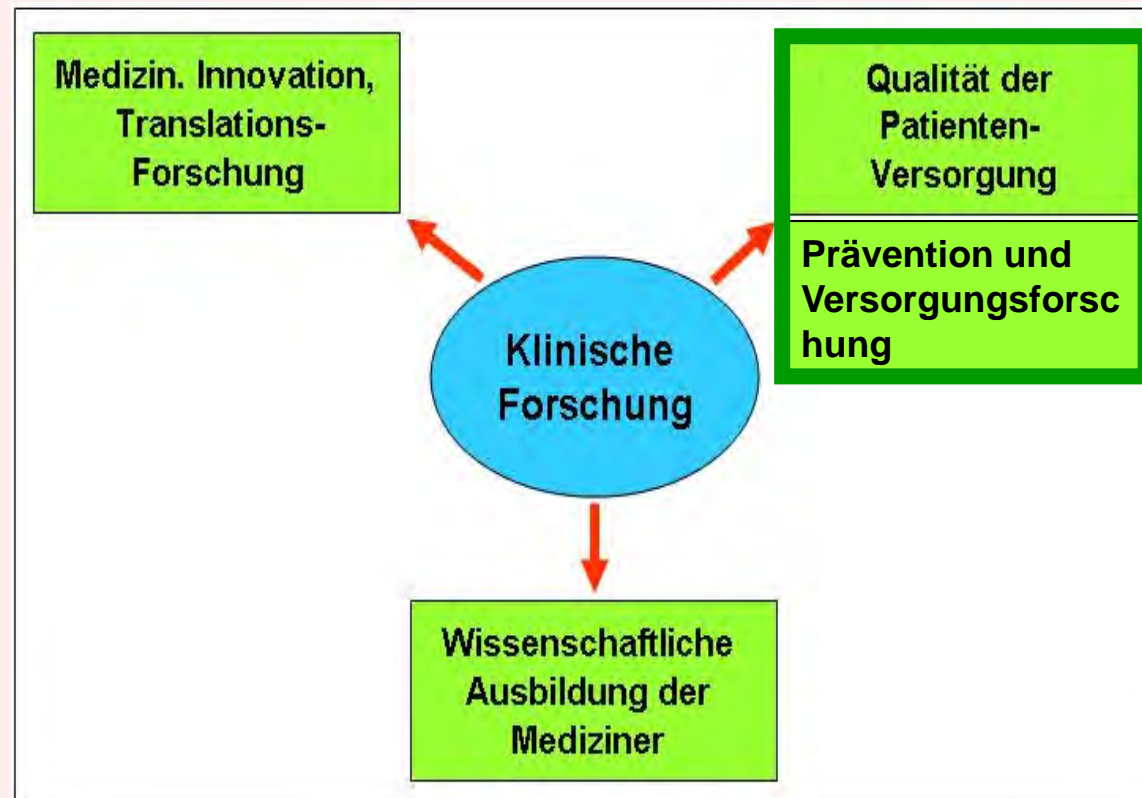 Medizin. Innovation,
Translations-
Forschung
Qualität der
Patienten-
Versorgung
Prävention und
Versorgungsforsc
hung
Klinische
Forschung
Wissenschaftliche
Ausbildung der
Mediziner